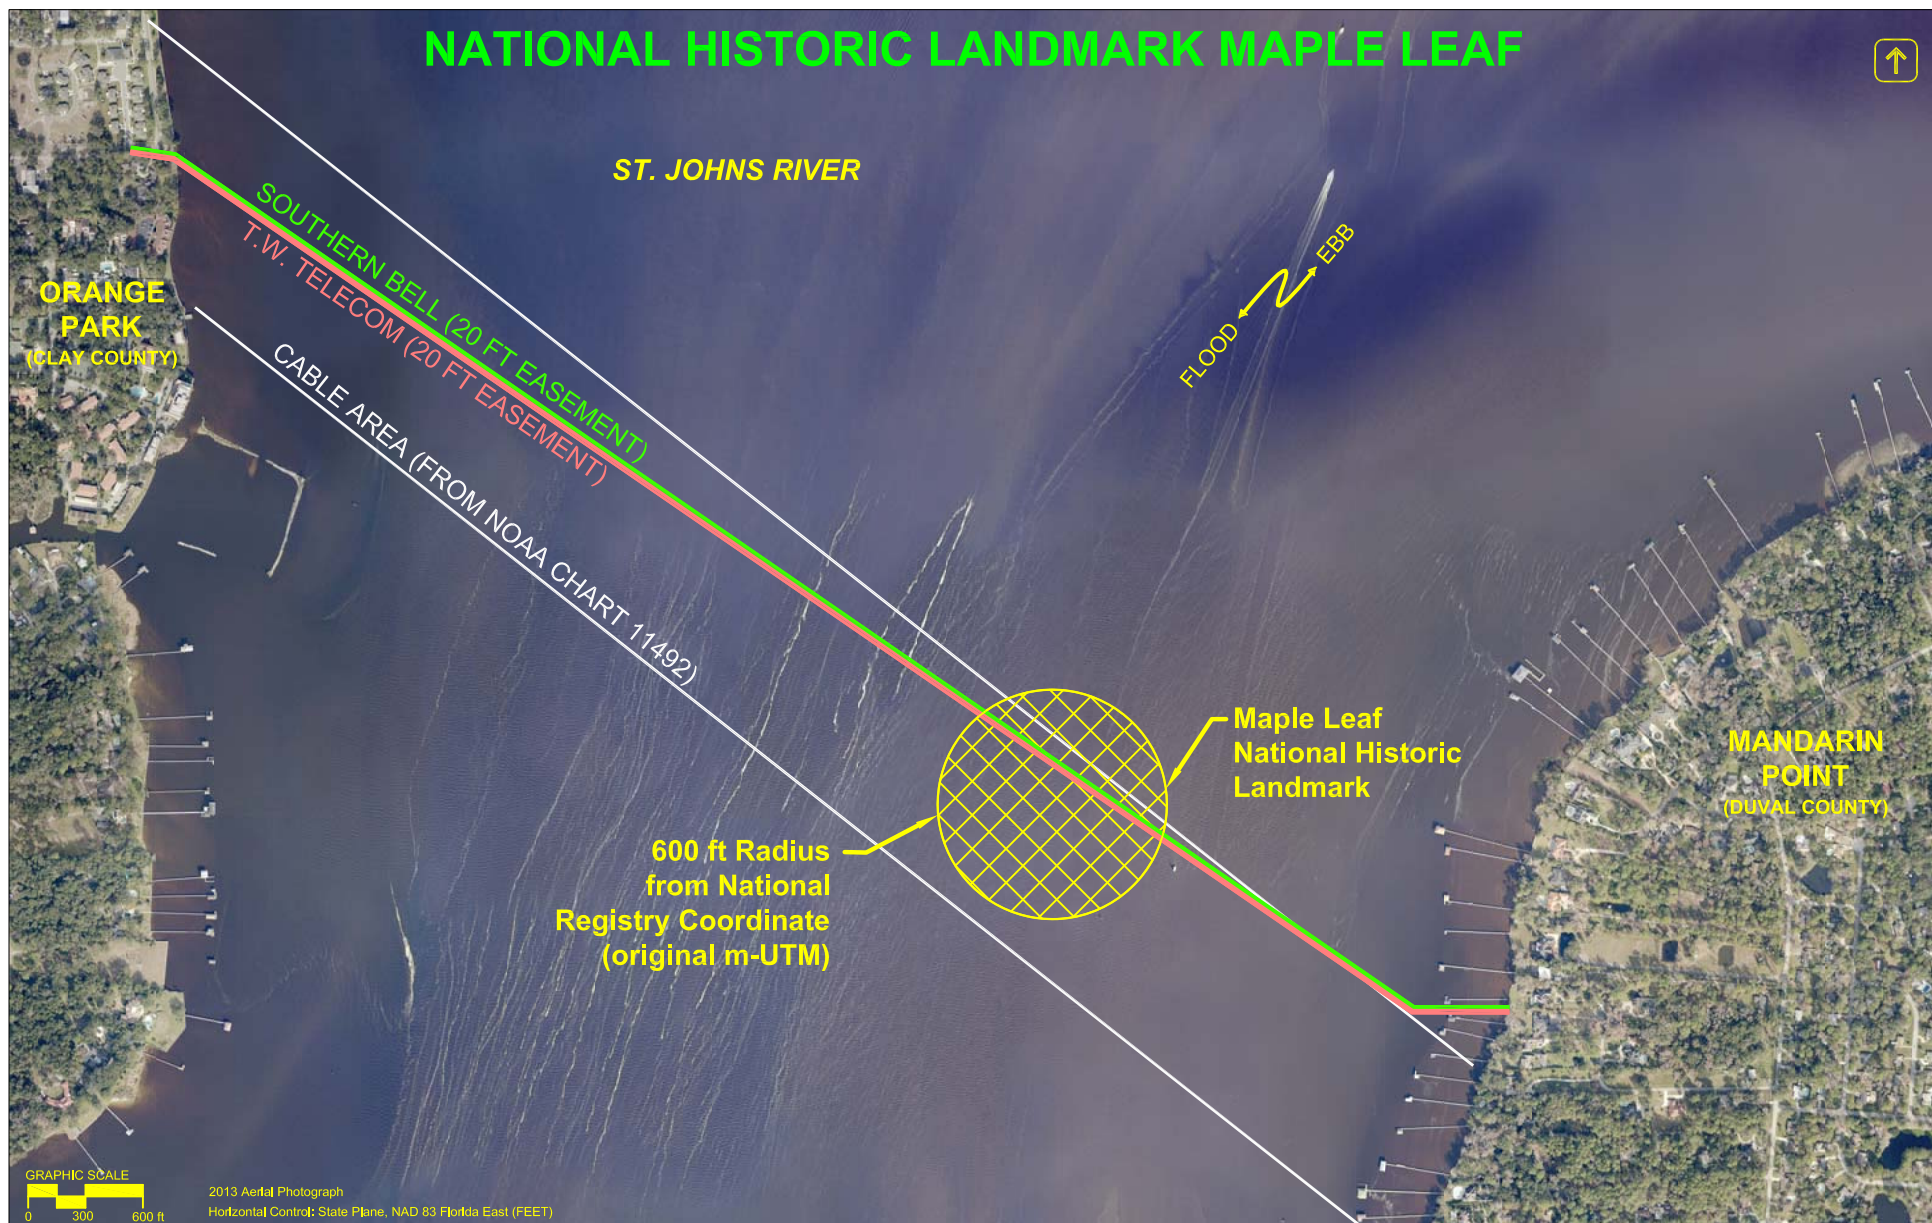 NATIONAL HISTORIC LANDMARK MAPLE LEAF
ST. JOHNS RIVER
SOUTHERN BELL (20 FT EASEMENT)
T.W. TELECOM (20 FT EASEMENT)
EBB
FLOOD
ORANGE
PARK
(CLAY COUNTY)
CABLE AREA (FROM NOAA CHART 11492)
Maple Leaf
National Historic
Landmark
MANDARIN
POINT
(DUVAL COUNTY)
600 ft Radius
from National
Registry Coordinate
(original m-UTM)
GRAPHIC SCALE
0 300 600 ft
2013 Aerial Photograph
Horizontal Control: State Plane, NAD 83 Florida East (FEET)